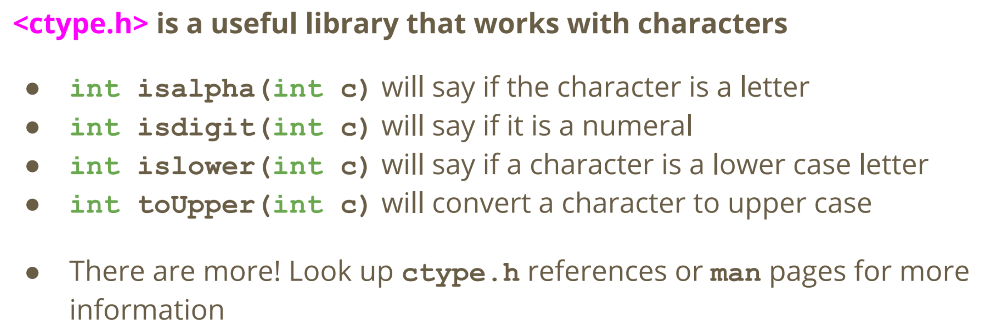 <ctype.h> is a useful library that works with characters
● int isalpha(int c) will say if the character is a letter
● int isdigit(int c) will say if it is a numeral
● int islower(int c) will say if a character is a lower case letter
● int toUpper(int c) will convert a character to upper case
● There are more! Look up ctype.h references or man pages for more
information